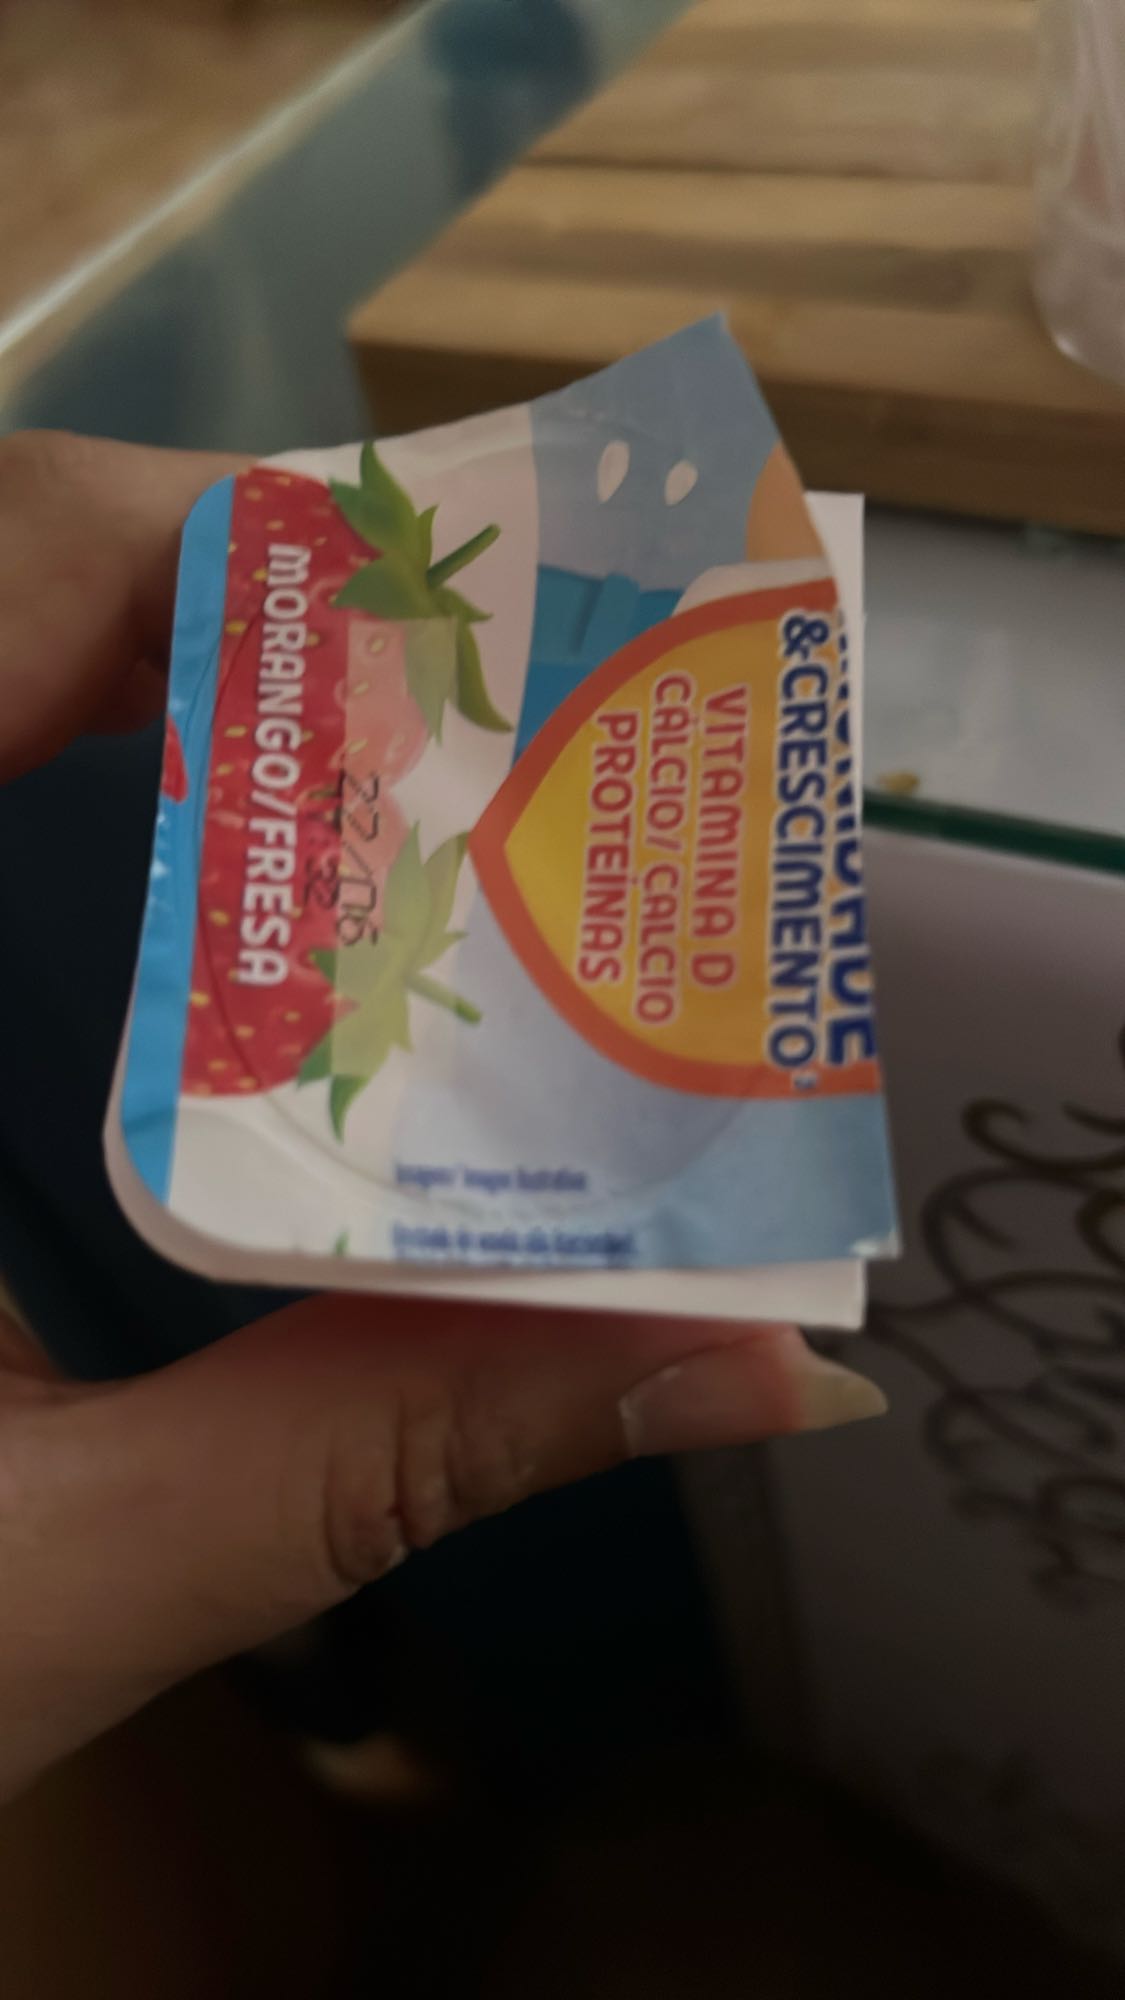 &CRESCIMENTO
VITAMINA D
CÁLCIO/ CALCIO
PROTEÍNAS
22/06
MORANGO/FRESA